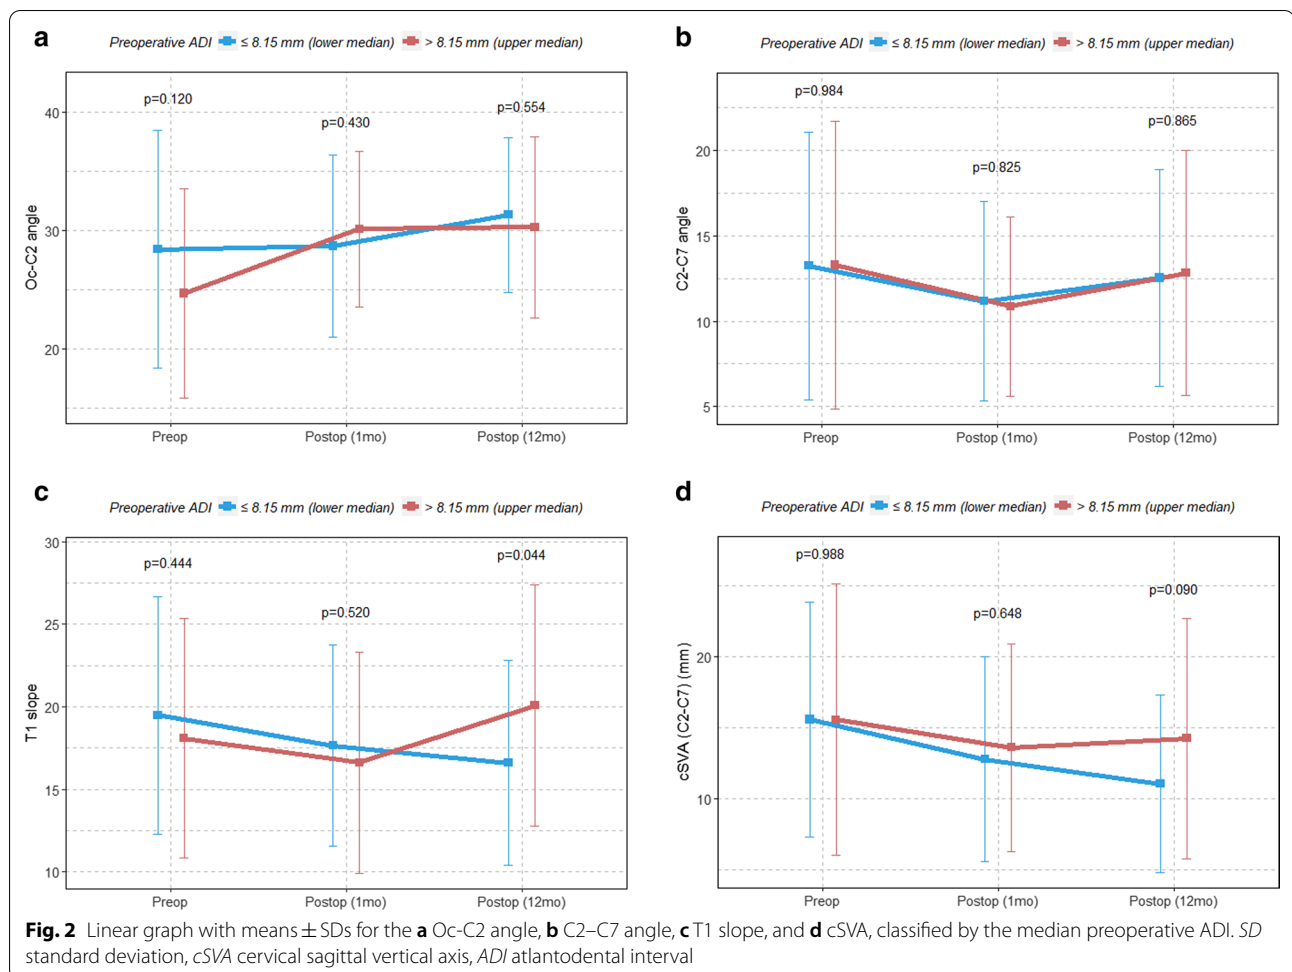 a
Preoperative ADI ≤ 8.15 mm (lower median) > 8.15 mm (upper median)
p=0.120
p=0.430
p=0.554
40
30
20
Oc-C2 angle
Preop Postop (1mo) Postop (12mo)
b
Preoperative ADI ≤ 8.15 mm (lower median) > 8.15 mm (upper median)
p=0.984
p=0.825
p=0.865
20
15
10
5
C2-C7 angle
Preop Postop (1mo) Postop (12mo)
c
Preoperative ADI ≤ 8.15 mm (lower median) > 8.15 mm (upper median)
p=0.444
p=0.520
p=0.044
30
25
20
15
10
T1 slope
Preop Postop (1mo) Postop (12mo)
d
Preoperative ADI ≤ 8.15 mm (lower median) > 8.15 mm (upper median)
p=0.988
p=0.648
p=0.090
20
10
cSVA (C2-C7) (mm)
Preop Postop (1mo) Postop (12mo)
Fig. 2 Linear graph with means ± SDs for the a Oc-C2 angle, b C2–C7 angle, c T1 slope, and d cSVA, classified by the median preoperative ADI. SD
standard deviation, cSVA cervical sagittal vertical axis, ADI atlantodental interval